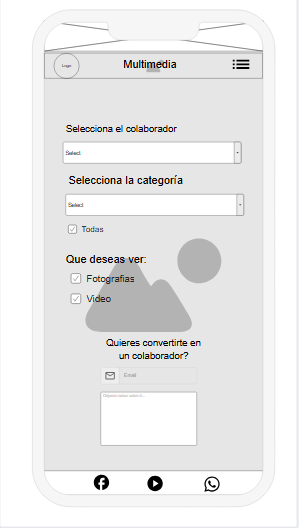 Logo
Multimedia
Selecciona el colaborador
Select
Selecciona la categoría
Select
Todas
Que deseas ver:
Fotografias
Video
Quieres convertirte en
un colaborador?
Email